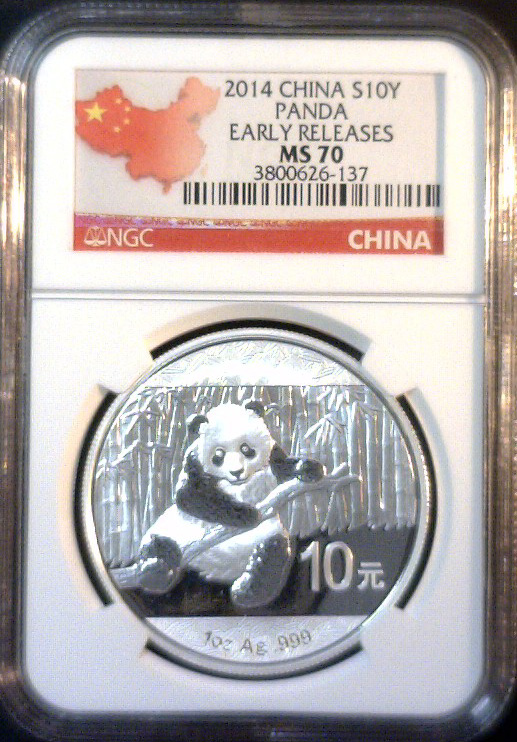 2014 CHINA S10Y
PANDA
EARLY RELEASES
MS 70
3800626-137
NGC
CHINA
10元
1oz Ag .999